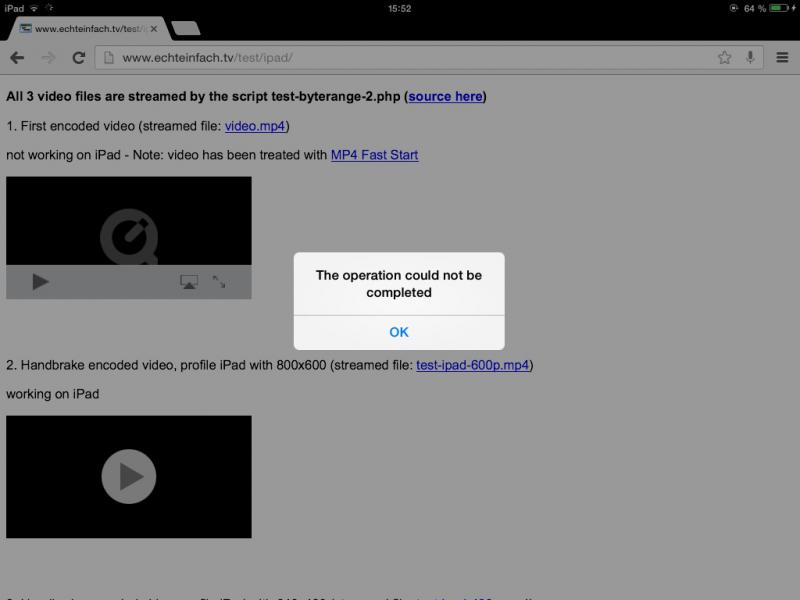 iPad 15:52 64 %
www.echteinfach.tv/test/i
www.echteinfach.tv/test/ipad/
All 3 video files are streamed by the script test-byterange-2.php (source here)
1. First encoded video (streamed file: video.mp4)
not working on iPad - Note: video has been treated with MP4 Fast Start
The operation could not be
completed
OK
2. Handbrake encoded video, profile iPad with 800x600 (streamed file: test-ipad-600p.mp4)
working on iPad